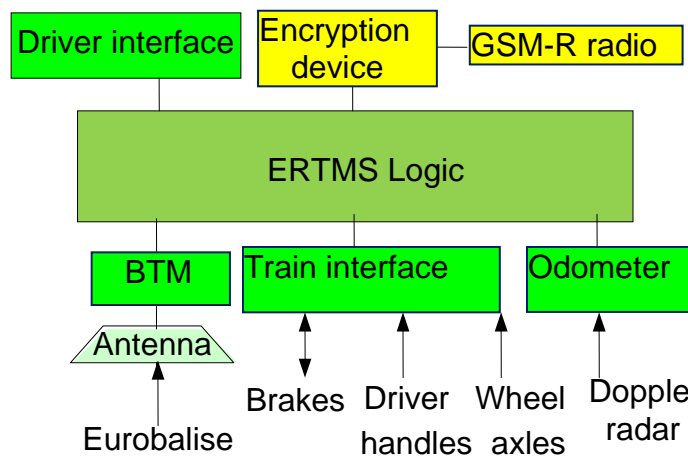 Driver interface
Encryption
device
GSM-R radio
ERTMS Logic
BTM
Train interface
Odometer
Antenna
Brakes
Driver
handles
Wheel
axles
Dopple
radar
Eurobalise